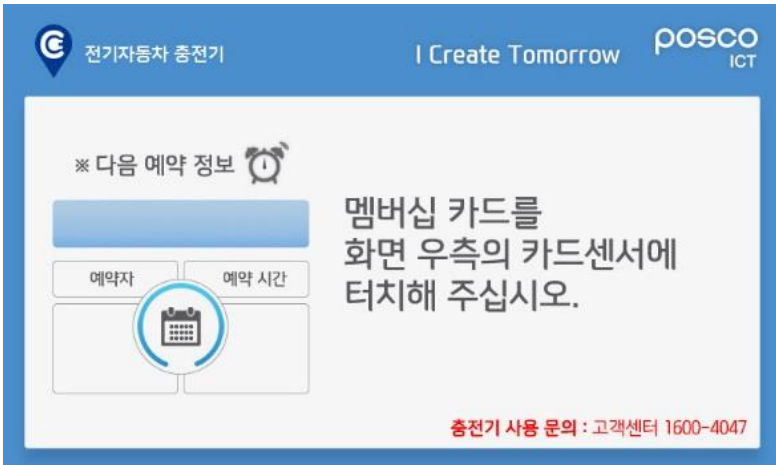 전기자동차 충전기
I Create Tomorrow
posco
ICT
※ 다음 예약 정보
예약자
예약 시간
멤버십 카드를
화면 우측의 카드센서에
터치해 주십시오.
충전기 사용 문의 : 고객센터 1600-4047